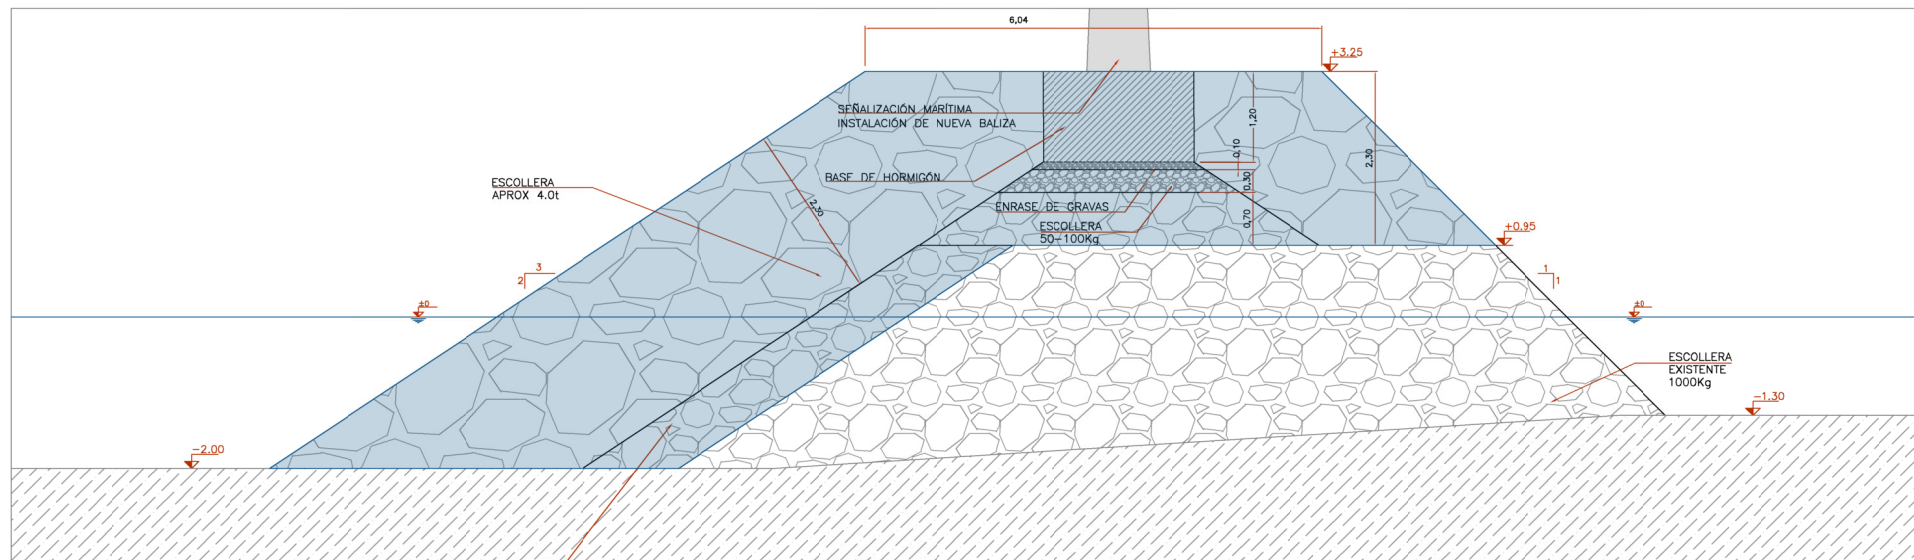 6,04
+3.25
SEÑALIZACIÓN MARÍTIMA
INSTALACIÓN DE NUEVA BALIZA
1,20
0,10
2,30
BASE DE HORMIGÓN
ESCOLLERA
APROX 4.0t
2,30
0,30
ENRASE DE GRAVAS
0,70
ESCOLLERA
50-100Kg
+0.95
3
2
1
1
±0
±0
ESCOLLERA
EXISTENTE
1000Kg
-1.30
-2.00